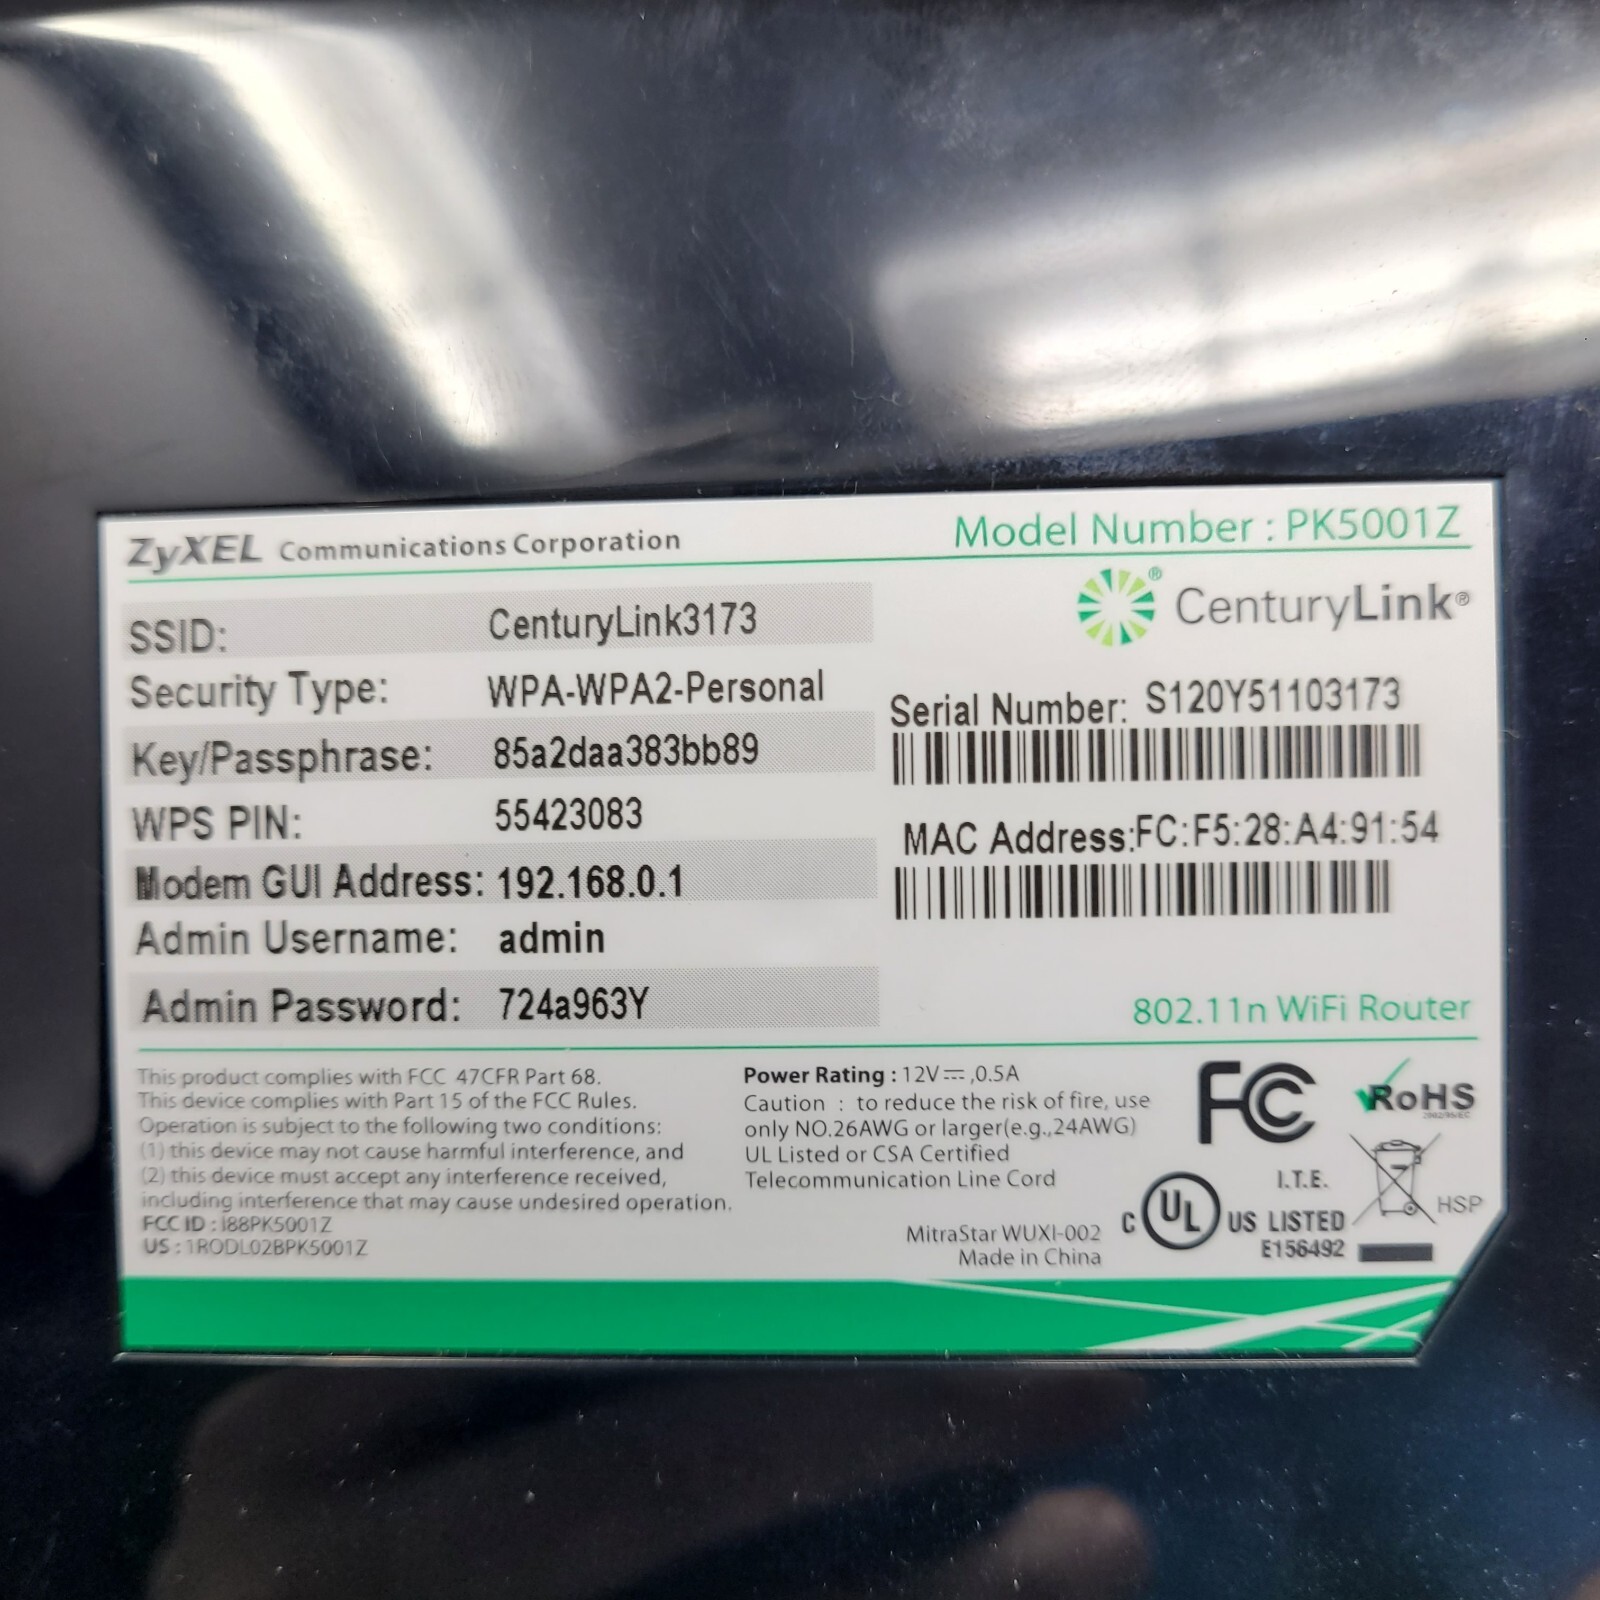 ZyXEL Communications Corporation
Model Number : PK5001Z
CenturyLink®
SSID: CenturyLink3173
Security Type: WPA-WPA2-Personal
Key/Passphrase: 85a2daa383bb89
WPS PIN: 55423083
Modem GUI Address: 192.168.0.1
Admin Username: admin
Admin Password: 724a963Y
Serial Number: S120Y51103173
MAC Address:FC:F5:28:A4:91:54
802.11n WiFi Router
This product complies with FCC 47CFR Part 68.
This device complies with Part 15 of the FCC Rules.
Operation is subject to the following two conditions:
(1) this device may not cause harmful interference, and
(2) this device must accept any interference received,
including interference that may cause undesired operation.
FCC ID : I88PK5001Z
US : 1RODL02BPK5001Z
Power Rating : 12V⎓,0.5A
Caution : to reduce the risk of fire, use
only NO.26AWG or larger(e.g.,24AWG)
UL Listed or CSA Certified
Telecommunication Line Cord
MitraStar WUXI-002
Made in China
FC
RoHS
2002/95/EC
I.T.E.
C UL US LISTED
E156492
HSP